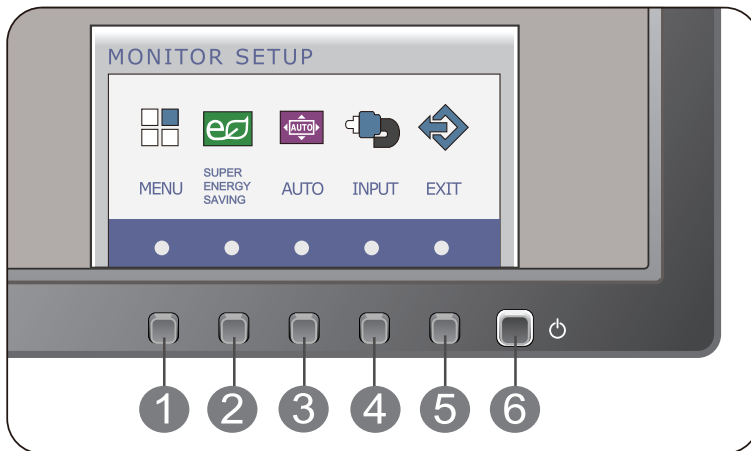 MONITOR SETUP
AUTO
MENU
SUPER
ENERGY
SAVING
AUTO
INPUT
EXIT
1 2 3 4 5 6